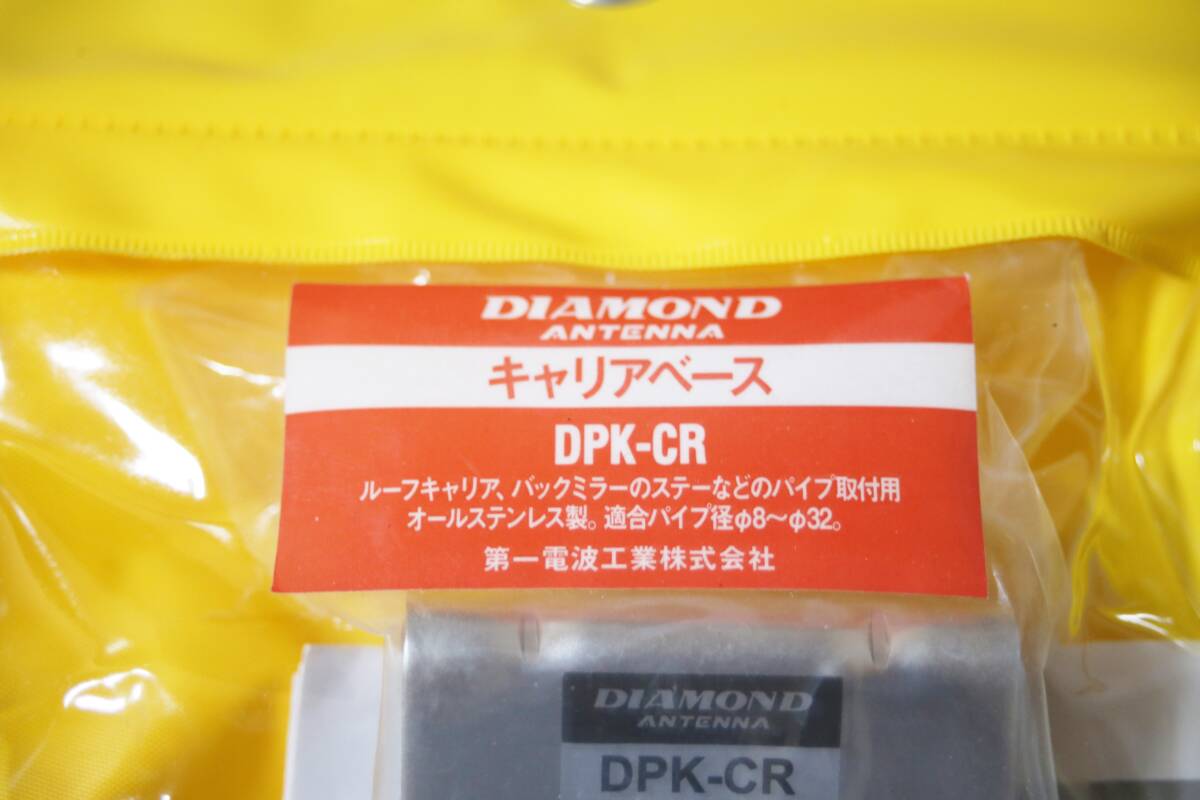 DIAMOND
ANTENNA
キャリアベース
DPK-CR
ルーフキャリア、バックミラーのステーなどのパイプ取付用
オールステンレス製。適合パイプ径φ8〜φ32。
第一電波工業株式会社
DIAMOND
ANTENNA
DPK-CR